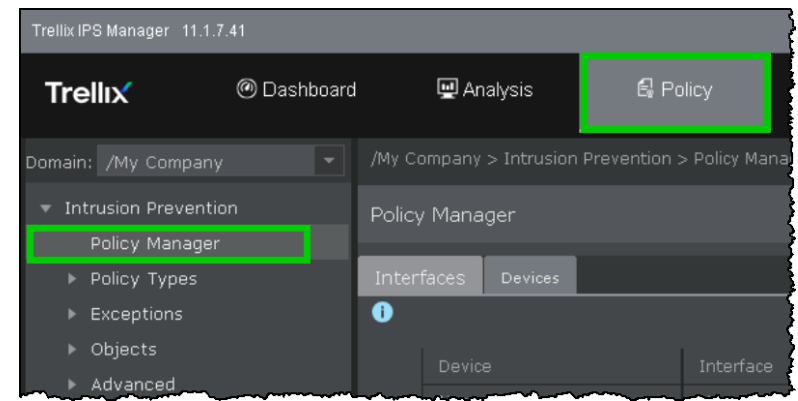 Trellix IPS Manager 11.1.7.41
Trellix Dashboard Analysis Policy
Domain: /My Company
/My Company > Intrusion Prevention > Policy Mana
Intrusion Prevention
Policy Manager
Policy Types
Exceptions
Objects
Advanced
Policy Manager
Interfaces Devices
Device Interface